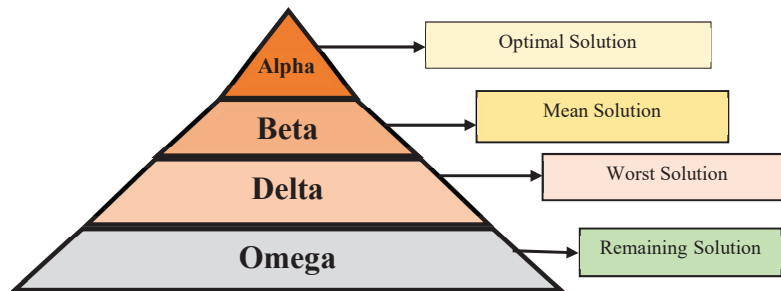 Alpha
Optimal Solution
Beta
Mean Solution
Delta
Worst Solution
Omega
Remaining Solution